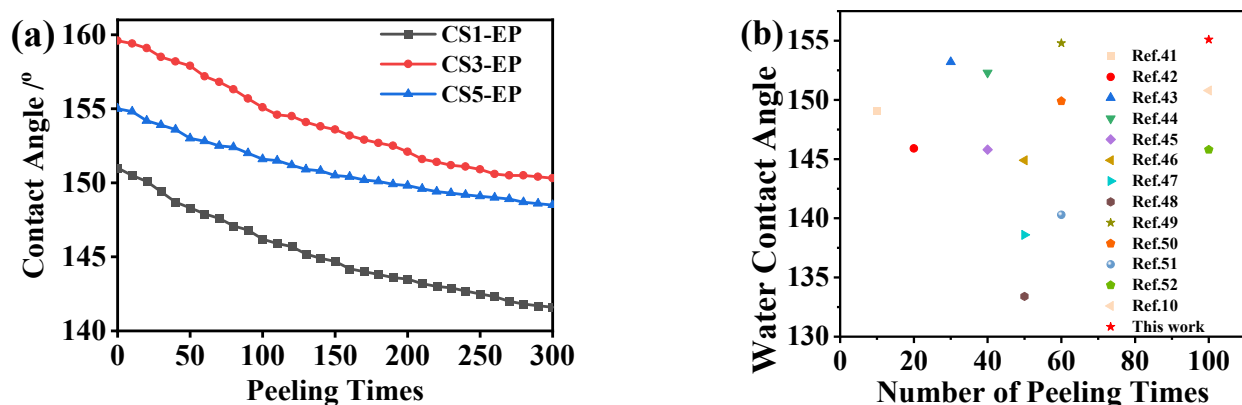 (a)
Contact Angle /º
160
155
150
145
140
0 50 100 150 200 250 300
Peeling Times
CS1-EP
CS3-EP
CS5-EP
(b)
Water Contact Angle
155
150
145
140
135
130
0 20 40 60 80 100
Number of Peeling Times
Ref.41
Ref.42
Ref.43
Ref.44
Ref.45
Ref.46
Ref.47
Ref.48
Ref.49
Ref.50
Ref.51
Ref.52
Ref.10
This work